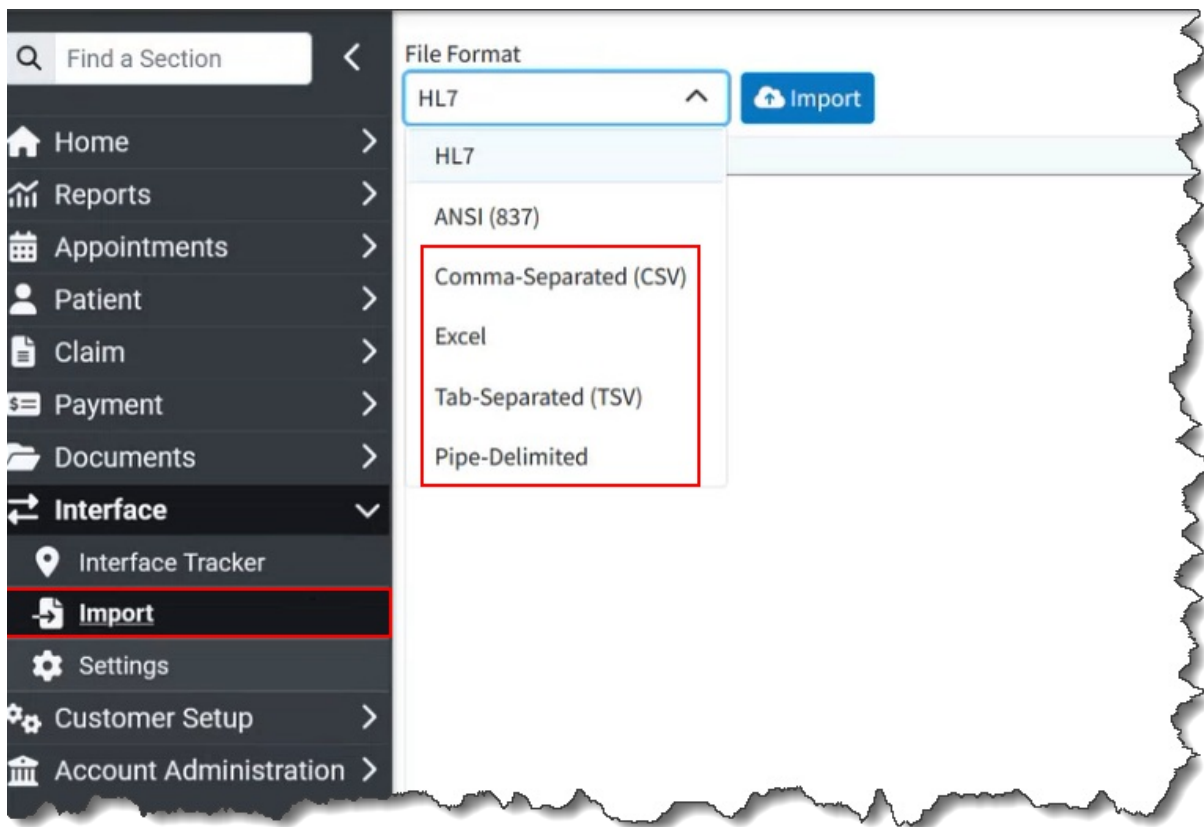 Find a Section
Home
Reports
Appointments
Patient
Claim
Payment
Documents
Interface
Interface Tracker
Import
Settings
Customer Setup
Account Administration
File Format
HL7
Import
HL7
ANSI (837)
Comma-Separated (CSV)
Excel
Tab-Separated (TSV)
Pipe-Delimited